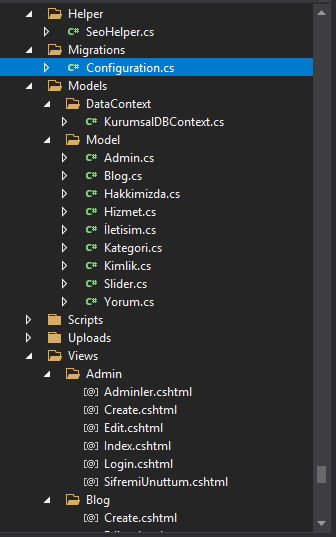 Helper
C# SeoHelper.cs
Migrations
C# Configuration.cs
Models
DataContext
C# KurumsalDBContext.cs
Model
C# Admin.cs
C# Blog.cs
C# Hakkimizda.cs
C# Hizmet.cs
C# İletisim.cs
C# Kategori.cs
C# Kimlik.cs
C# Slider.cs
C# Yorum.cs
Scripts
Uploads
Views
Admin
[@] Adminler.cshtml
[@] Create.cshtml
[@] Edit.cshtml
[@] Index.cshtml
[@] Login.cshtml
[@] SifremiUnuttum.cshtml
Blog
[@] Create.cshtml